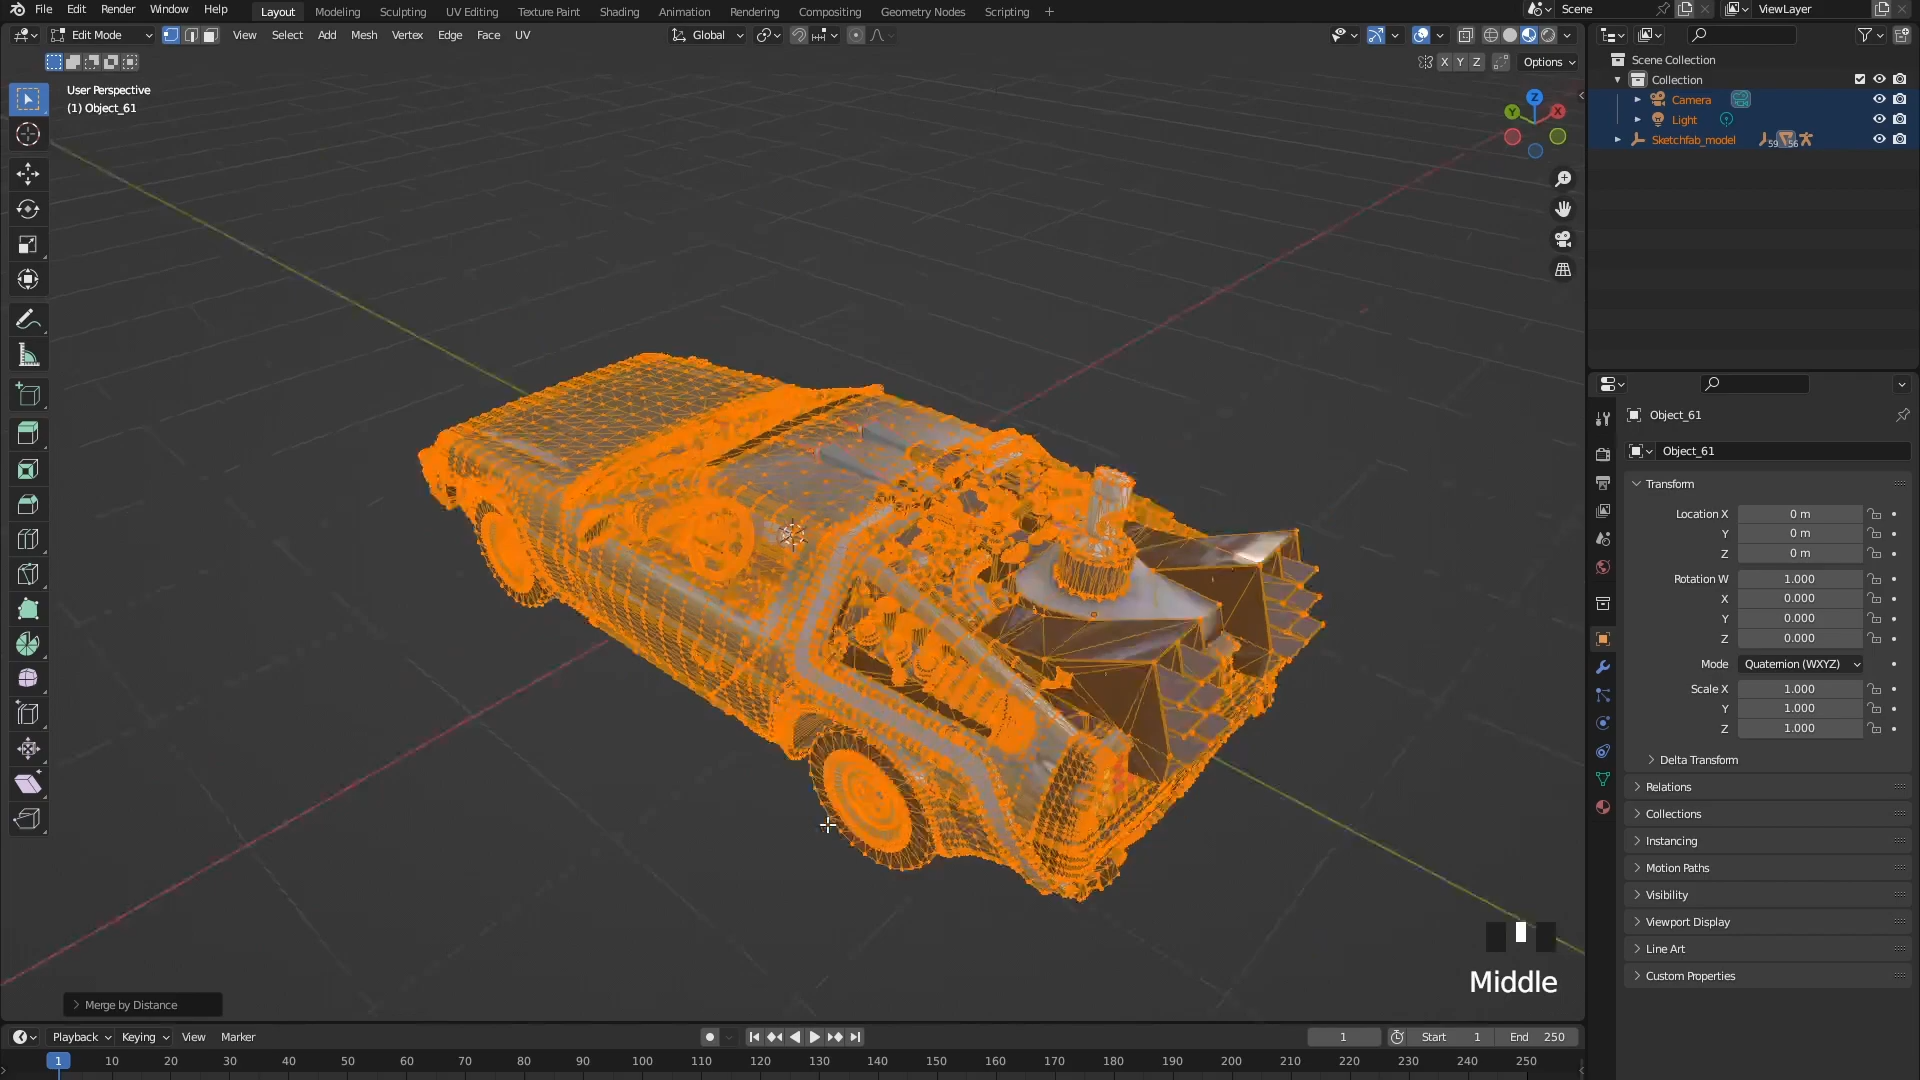 File Edit Render Window Help Layout Modeling Sculpting UV Editing Texture Paint Shading Animation Rendering Compositing Geometry Nodes Scripting + Scene ViewLayer
Edit Mode View Select Add Mesh Vertex Edge Face UV Global
X Y Z Options
User Perspective
(1) Object_61
Z
Y X
Scene Collection
Collection
Camera
Light
Sketchfab_model 59 56
Object_61
Object_61
Transform
Location X 0 m
Y 0 m
Z 0 m
Rotation W 1.000
X 0.000
Y 0.000
Z 0.000
Mode Quaternion (WXYZ)
Scale X 1.000
Y 1.000
Z 1.000
Delta Transform
Relations
Collections
Instancing
Motion Paths
Visibility
Viewport Display
Line Art
Custom Properties
Middle
Merge by Distance
Playback Keying View Marker 1 Start 1 End 250
1 10 20 30 40 50 60 70 80 90 100 110 120 130 140 150 160 170 180 190 200 210 220 230 240 250